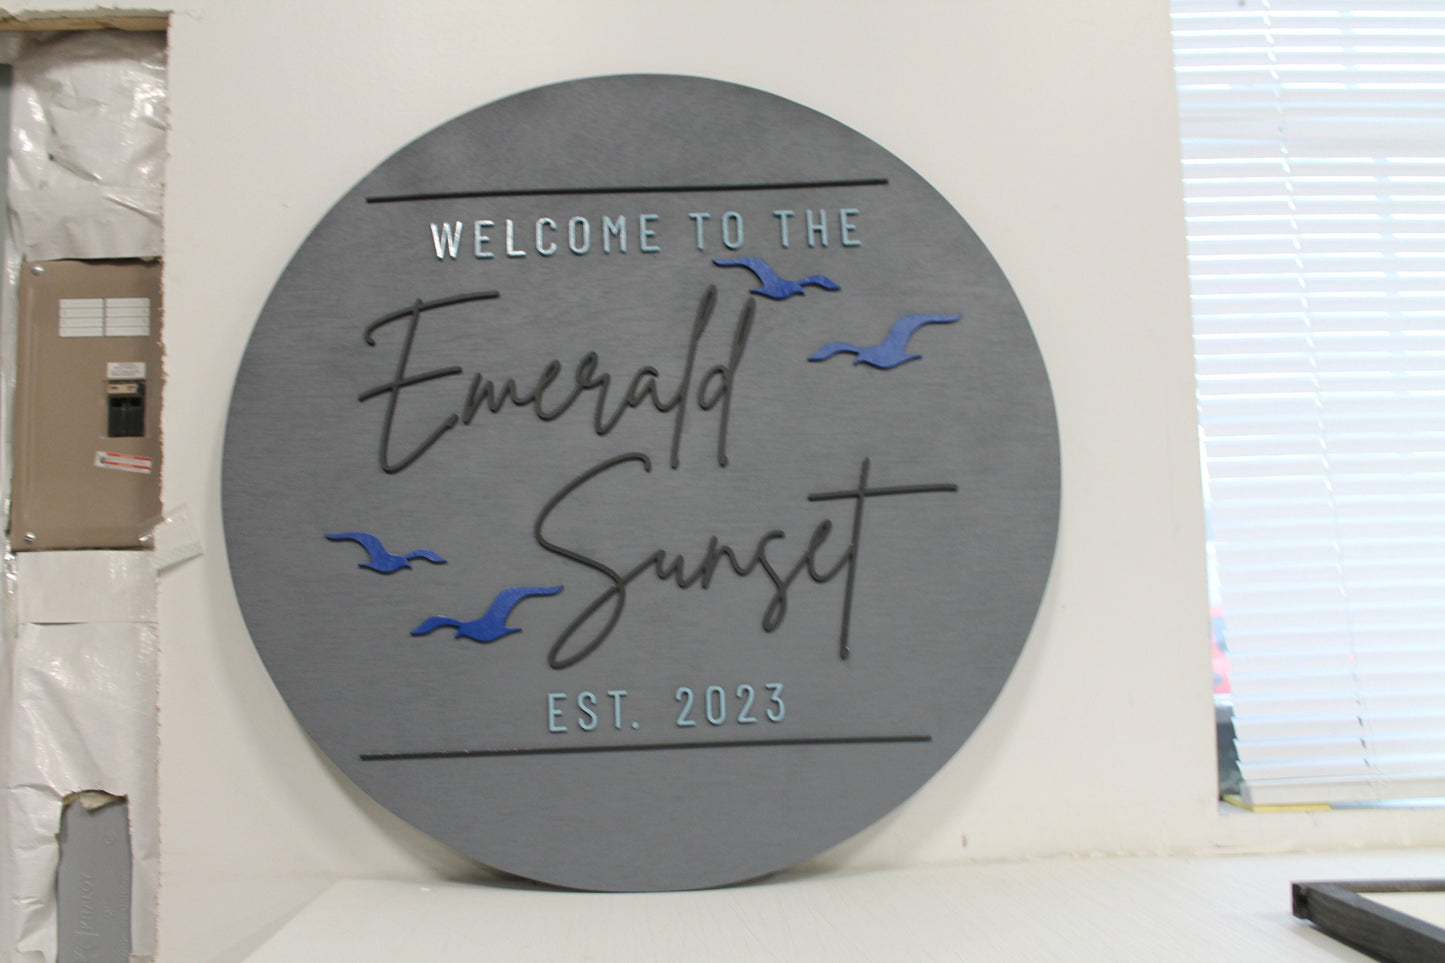 WELCOME TO THE
Emerald
Sunset
EST. 2023